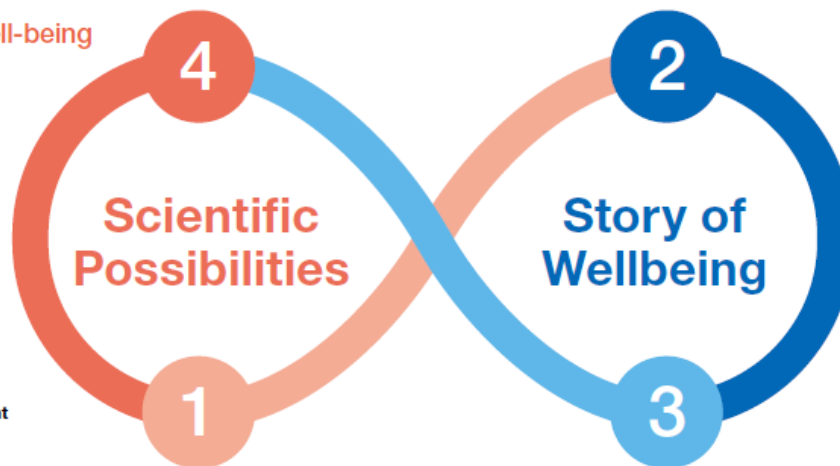 ll-being
4
2
Scientific
Possibilities
Story of
Wellbeing
1
3